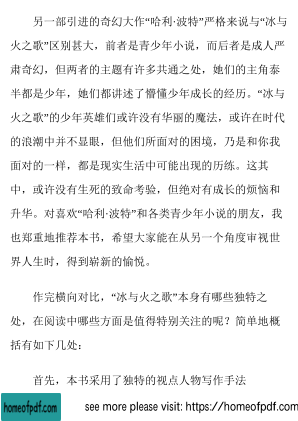 另一部引进的奇幻大作“哈利·波特”严格来说与“冰与
火之歌”区别甚大，前者是青少年小说，而后者是成人严
肃奇幻，但两者的主题有许多共通之处，她们的主角泰
半都是少年，她们都讲述了懵懂少年成长的经历。“冰与
火之歌”的少年英雄们或许没有华丽的魔法，或许在时代
的浪潮中并不显眼，但他们所面对的困境，乃是和你我
面对的一样，都是现实生活中可能出现的历练。这其
中，或许没有生死的致命考验，但绝对有成长的烦恼和
升华。对喜欢“哈利·波特”和各类青少年小说的朋友，我
也郑重地推荐本书，希望大家能在从另一个角度审视世
界人生时，得到崭新的愉悦。
作完横向对比，“冰与火之歌”本身有哪些独特之
处，在阅读中哪些方面是值得特别关注的呢？简单地概
括有如下几处：
首先，本书采用了独特的视点人物写作手法
homeofpdf.com
see more please visit: https://homeofpdf.com